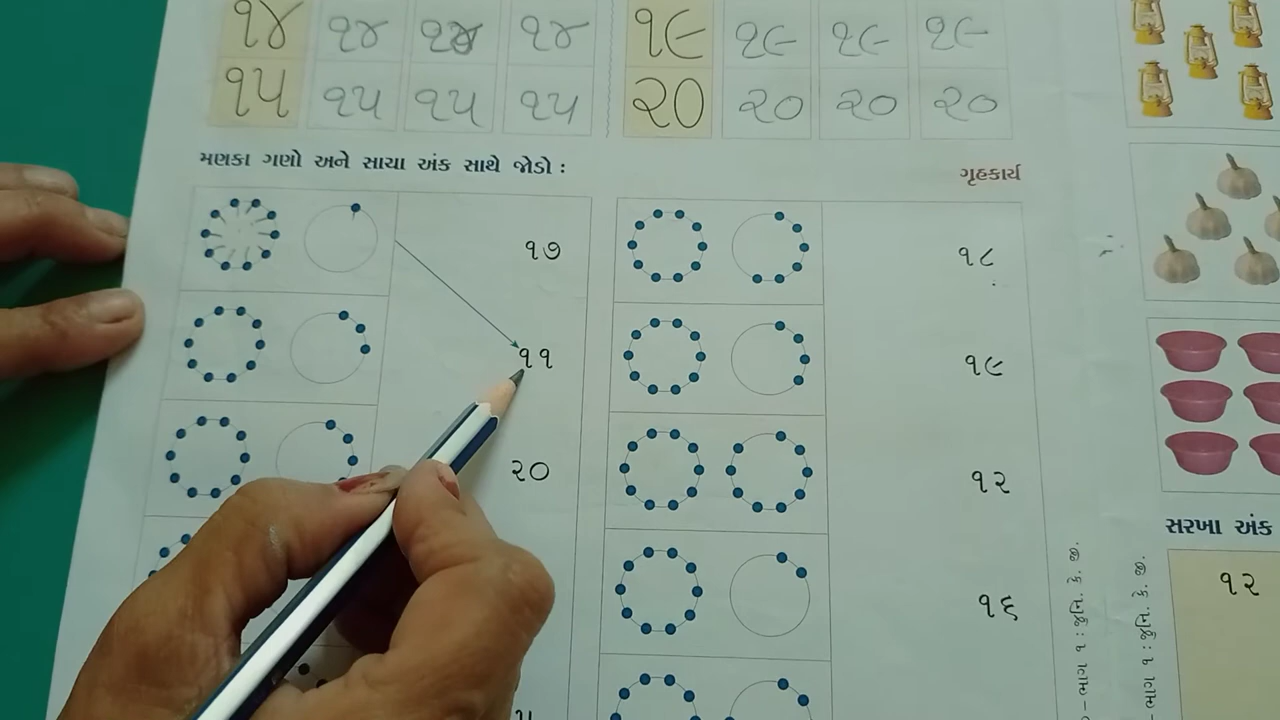 ૧૪ ૧૪ ૧૪ ૧૪ ૧૯ ૧૯ ૧૯ ૧૯
૧૫ ૧૫ ૧૫ ૧૫ ૨૦ ૨૦ ૨૦ ૨૦
મણકા ગણો અને સાચા અંક સાથે જોડો :
ગૃહકાર્ય
૧૭
૧૧
૨૦
૧૮
૧૯
૧૨
૧૬
સરખા અંક
૧૨